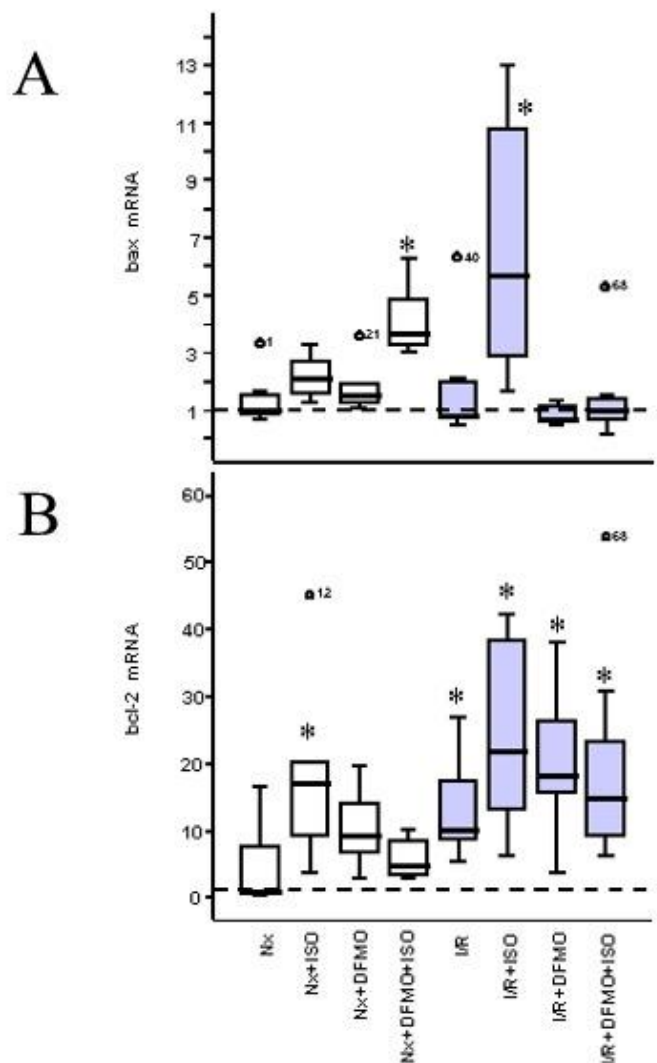 A
bax mRNA
13
11
9
7
5
3
1
*
*
1
21
40
68
B
bcl-2 mRNA
60
50
40
30
20
10
0
12
68
*
*
*
*
*
Nx
Nx+ISO
Nx+DFMO
Nx+DFMO+ISO
I/R
I/R+ISO
I/R+DFMO
I/R+DFMO+ISO